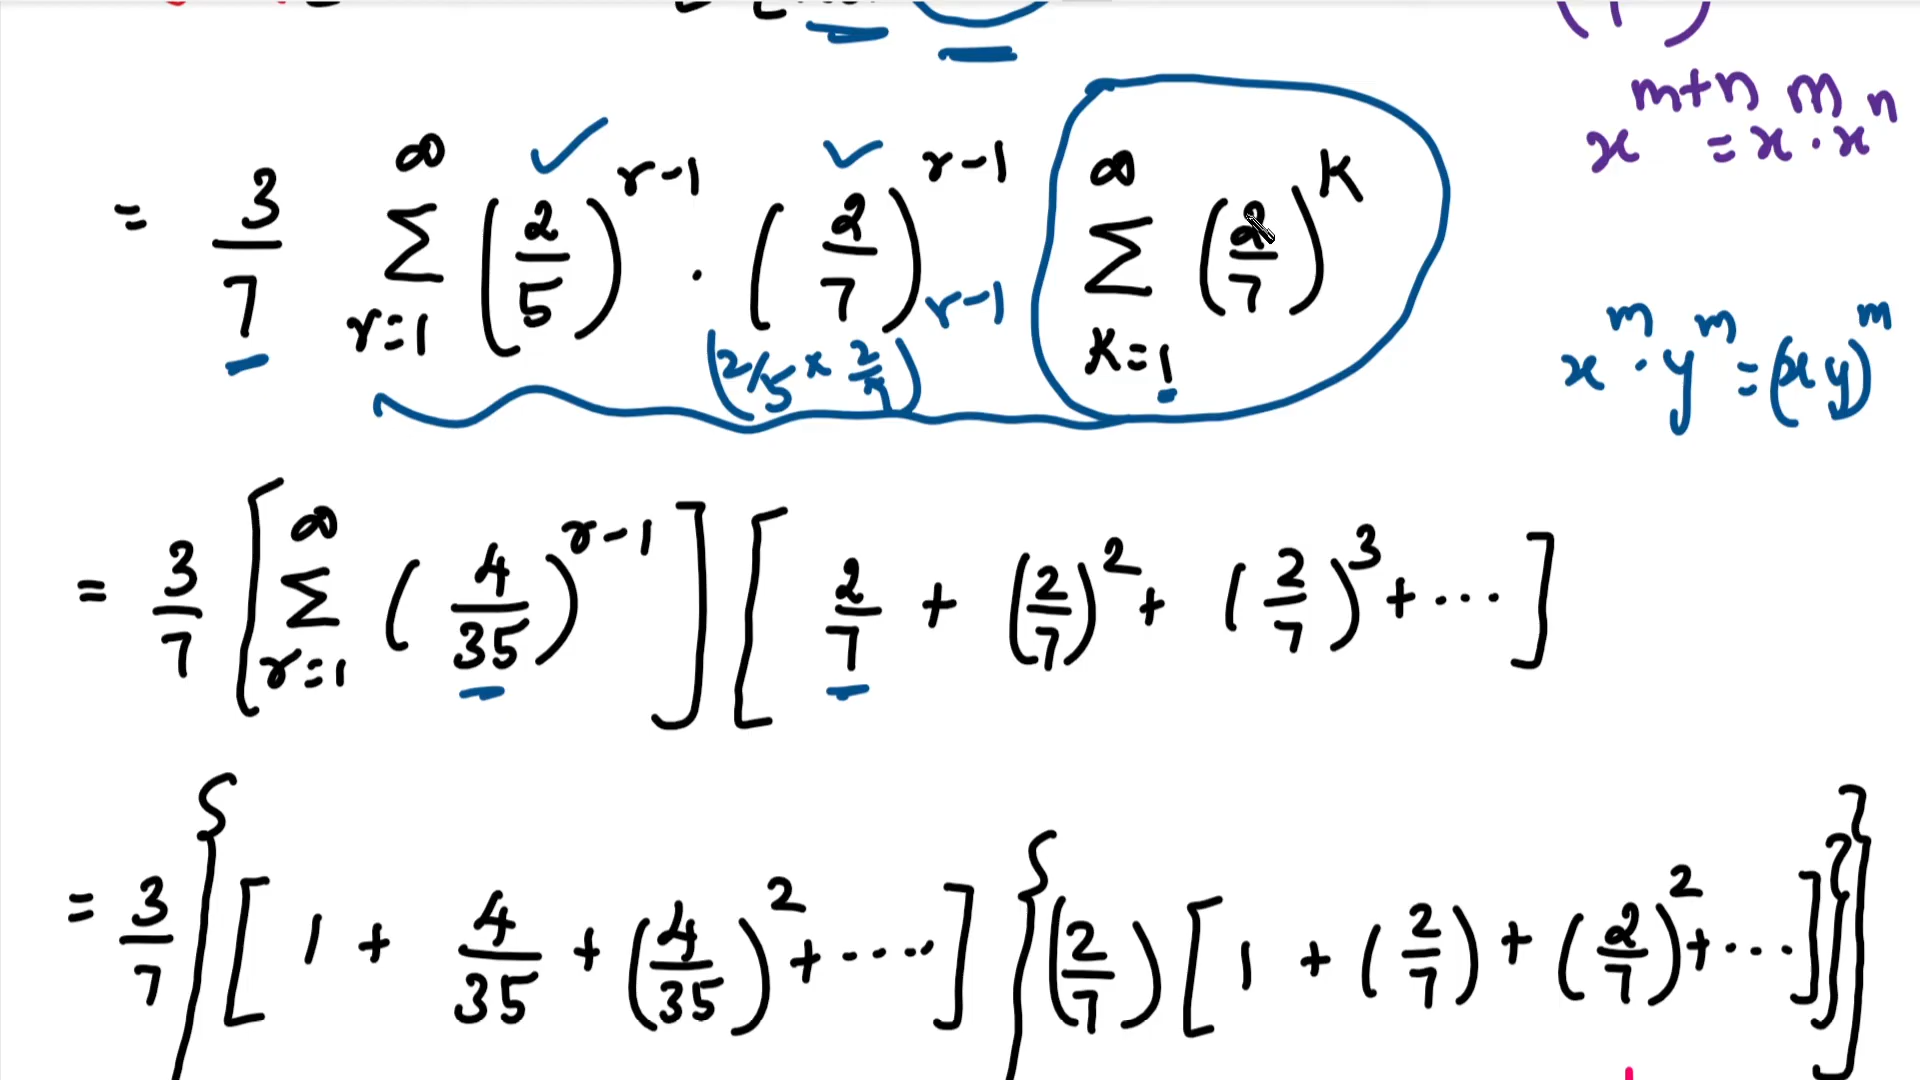 x^{m+n} = x^m · x^n
= 3/7 ∑_{r=1}^{∞} (2/5)^{r-1} · (2/7)^{r-1} ∑_{K=1}^{∞} (2/7)^K
(2/5 × 2/7)^{r-1}
x^m · y^m = (xy)^m
= 3/7 [ ∑_{r=1}^{∞} (4/35)^{r-1} ] [ 2/7 + (2/7)^2 + (2/7)^3 + ... ]
= 3/7 { [ 1 + 4/35 + (4/35)^2 + .... ] { (2/7) [ 1 + (2/7) + (2/7)^2 + ... ] } }